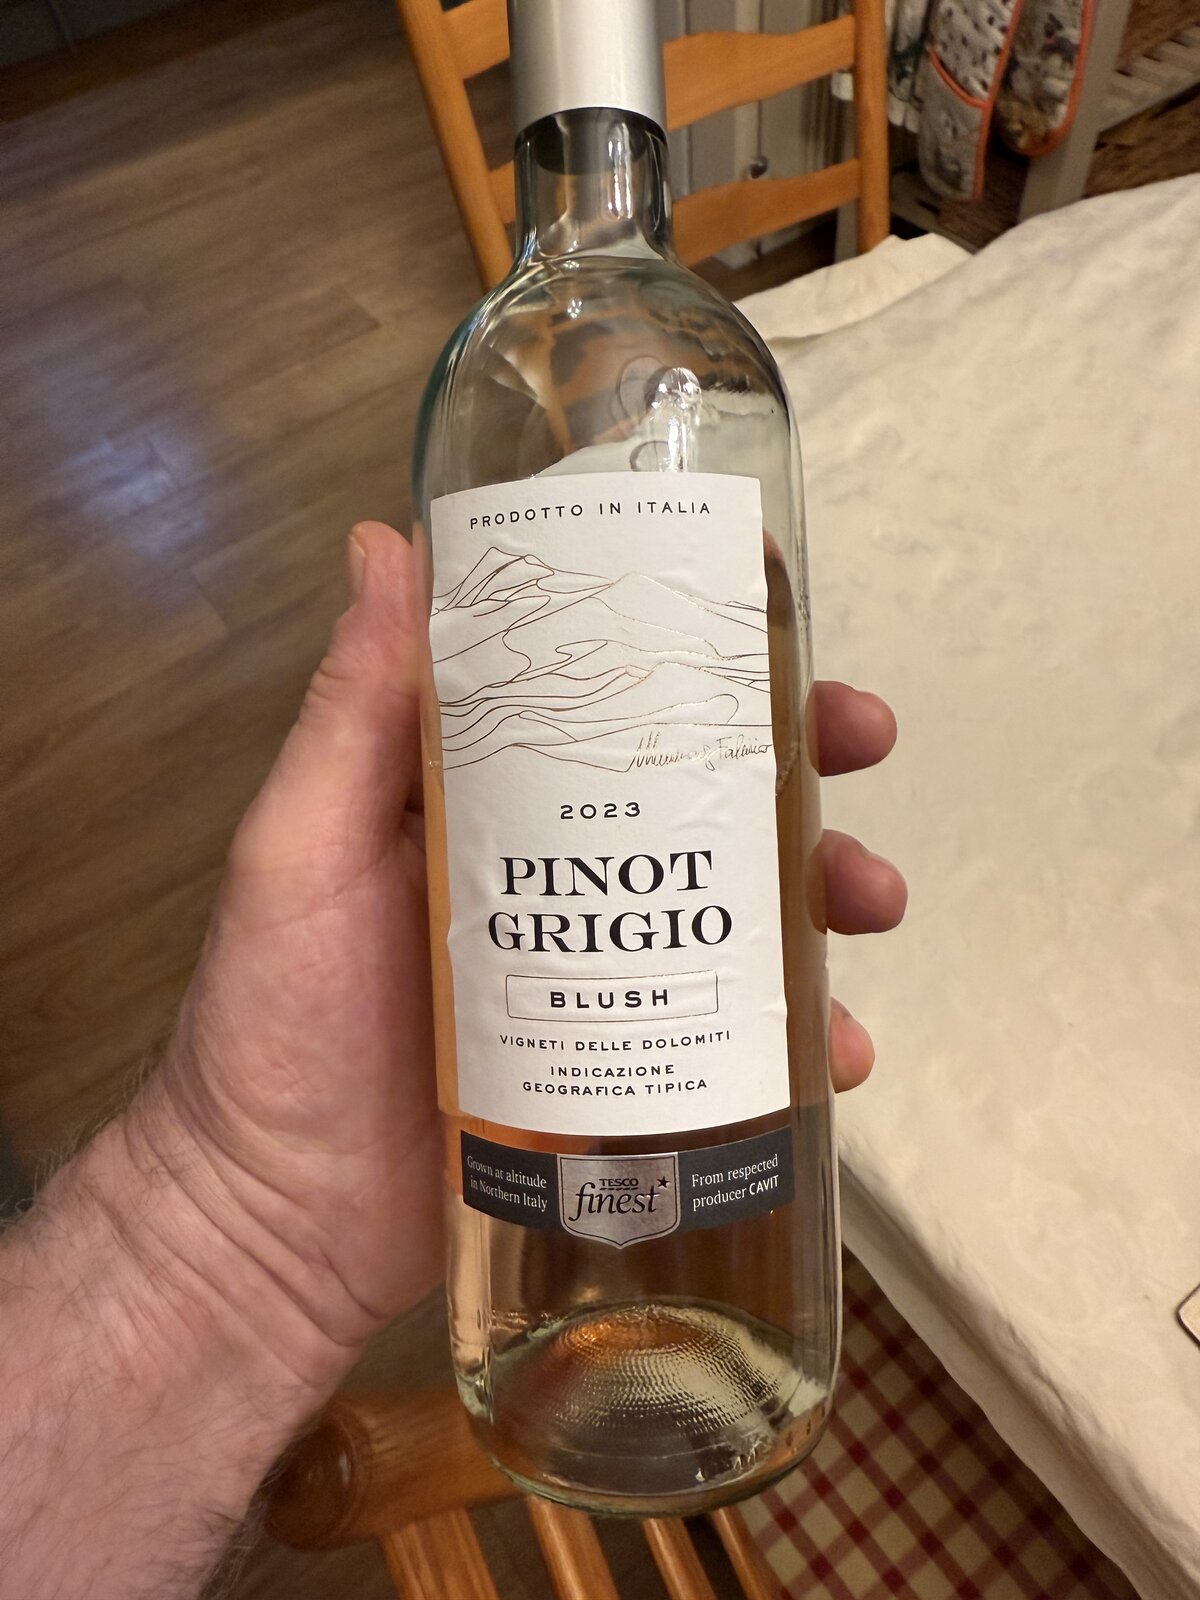 PRODOTTO IN ITALIA
2023
PINOT
GRIGIO
BLUSH
VIGNETI DELLE DOLOMITI
INDICAZIONE
GEOGRAFICA TIPICA
Grown at altitude
in Northern Italy
TESCO
finest
From respected
producer CAVIT